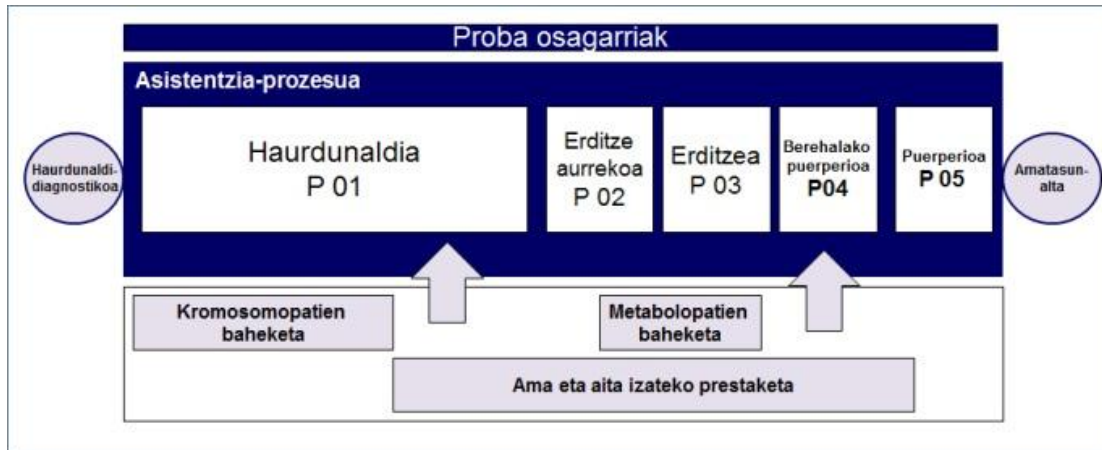 Proba osagarriak
Asistentzia-prozesua
Haurdunaldi-
diagnostikoa
Haurdunaldia
P 01
Erditze
aurrekoa
P 02
Erditzea
P 03
Berehalako
puerperioa
P04
Puerperioa
P 05
Amatasun-
alta
Kromosomopatien
baheketa
Metabolopatien
baheketa
Ama eta aita izateko prestaketa